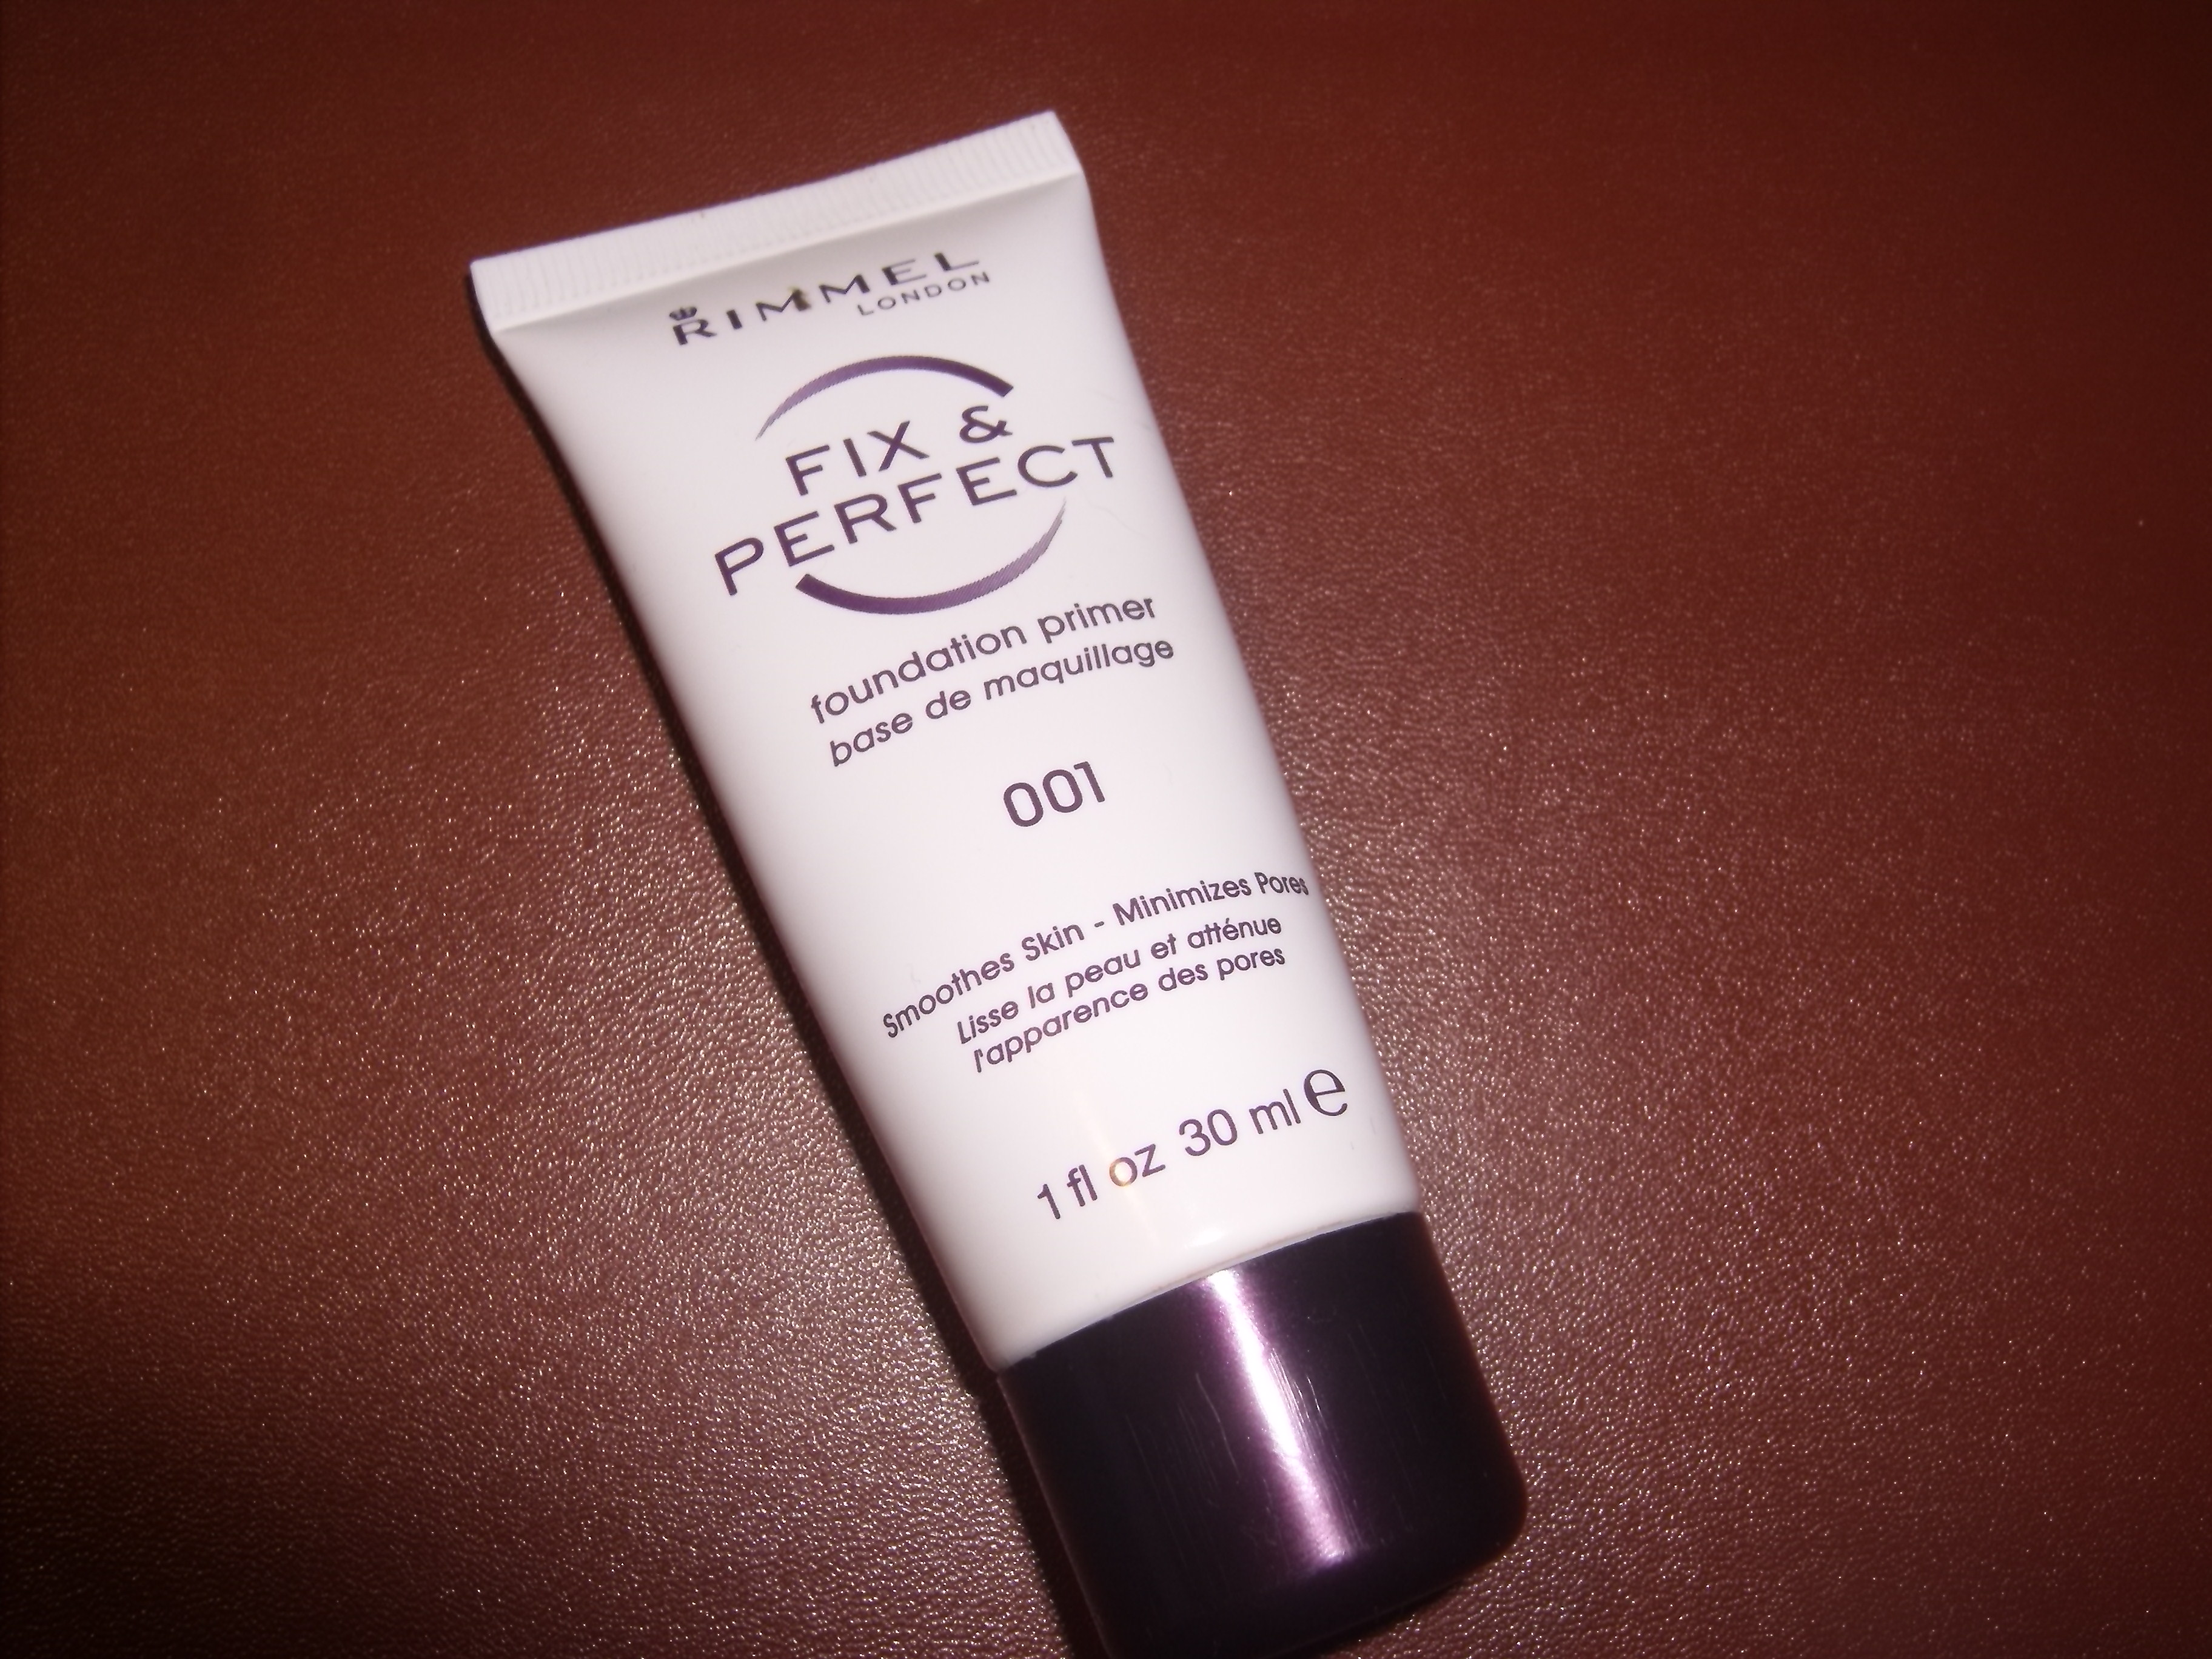 RIMMEL
LONDON
FIX &
PERFECT
foundation primer
base de maquillage
001
Smoothes Skin - Minimizes Pores
Lisse la peau et atténue
l'apparence des pores
1 fl oz 30 ml e